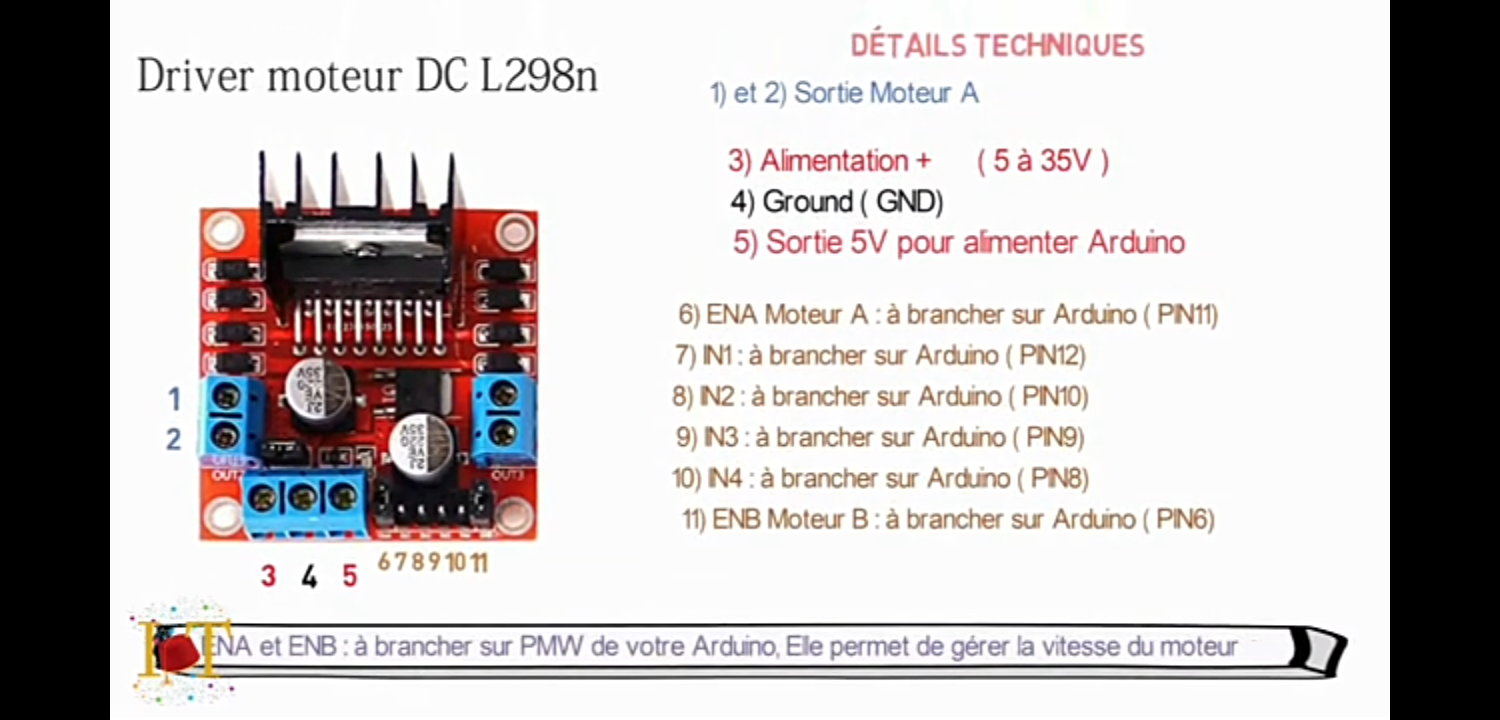 Driver moteur DC L298n
DÉTAILS TECHNIQUES
1) et 2) Sortie Moteur A
3) Alimentation + ( 5 à 35V )
4) Ground ( GND)
5) Sortie 5V pour alimenter Arduino
6) ENA Moteur A : à brancher sur Arduino ( PIN11)
7) IN1 : à brancher sur Arduino ( PIN12)
8) IN2 : à brancher sur Arduino ( PIN10)
9) IN3 : à brancher sur Arduino ( PIN9)
10) IN4 : à brancher sur Arduino ( PIN8)
11) ENB Moteur B : à brancher sur Arduino ( PIN6)
1
2
OUT2
OUT3
3 4 5
6 7 8 9 10 11
35V
220
35V
IoT
ENA et ENB : à brancher sur PMW de votre Arduino, Elle permet de gérer la vitesse du moteur